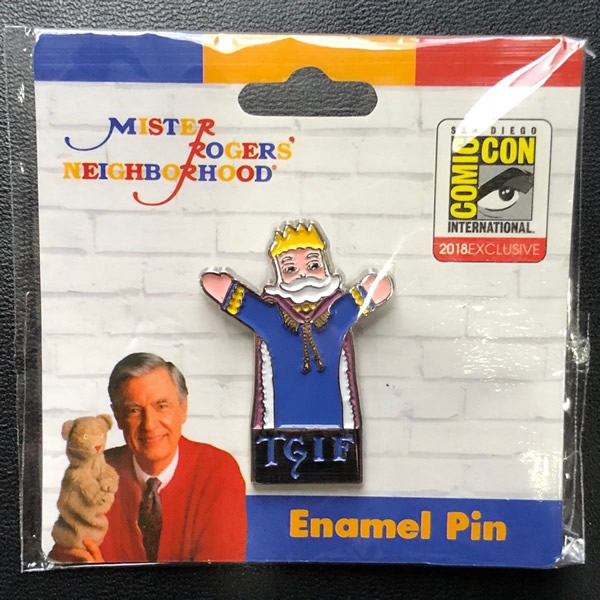 MISTER
ROGERS'
NEIGHBORHOOD®
SAN DIEGO
COMIC
CON
INTERNATIONAL®
2018EXCLUSIVE
TGIF
Enamel Pin